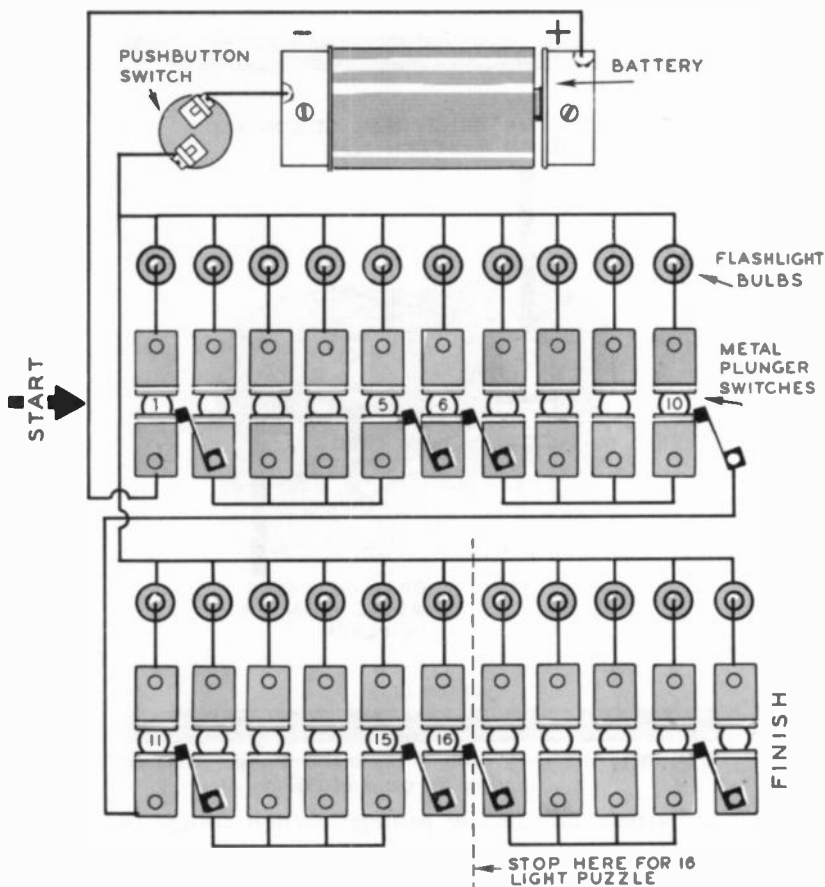 - +
PUSHBUTTON
SWITCH
BATTERY
FLASHLIGHT
BULBS
METAL
PLUNGER
SWITCHES
START
1 5 6 10
11 15 16
FINISH
STOP HERE FOR 16
LIGHT PUZZLE